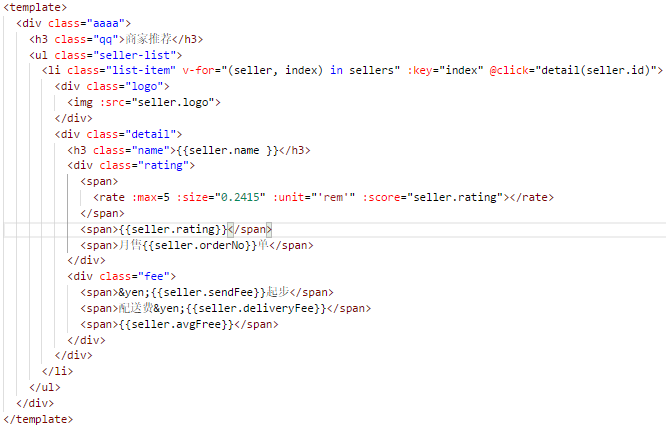 <template>
<div class="aaaa">
<h3 class="qq">商家推荐</h3>
<ul class="seller-list">
<li class="list-item" v-for="(seller, index) in sellers" :key="index" @click="detail(seller.id)">
<div class="logo">
<img :src="seller.logo">
</div>
<div class="detail">
<h3 class="name">{{seller.name }}</h3>
<div class="rating">
<span>
<rate :max=5 :size="0.2415" :unit="'rem'" :score="seller.rating"></rate>
</span>
<span>{{seller.rating}}</span>
<span>月售{{seller.orderNo}}单</span>
</div>
<div class="fee">
<span>&yen;{{seller.sendFee}}起步</span>
<span>配送费&yen;{{seller.deliveryFee}}</span>
<span>{{seller.avgFree}}</span>
</div>
</div>
</li>
</ul>
</div>
</template>